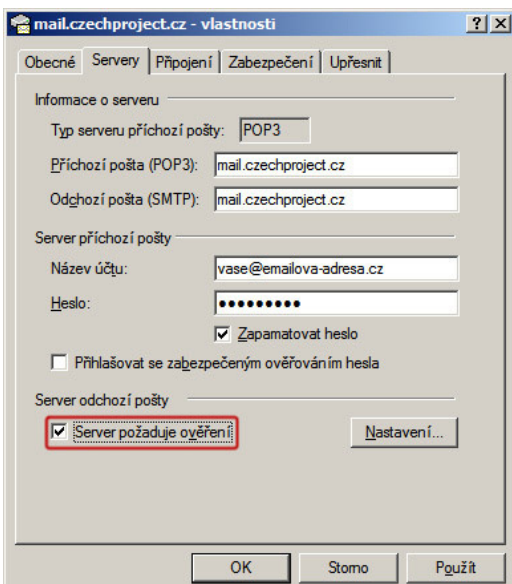 mail.czechproject.cz - vlastnosti
Obecné Servery Připojení Zabezpečení Upřesnit
Informace o serveru
Typ serveru příchozí pošty: POP3
Příchozí pošta (POP3): mail.czechproject.cz
Odchozí pošta (SMTP): mail.czechproject.cz
Server příchozí pošty
Název účtu: vase@emailova-adresa.cz
Heslo: •••••••••
Zapamatovat heslo
Přihlašovat se zabezpečeným ověřováním hesla
Server odchozí pošty
Server požaduje ověření Nastavení...
OK Storno Použít